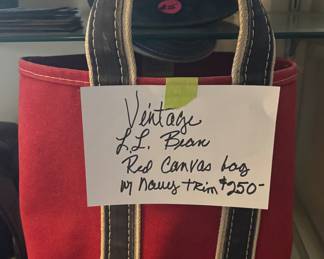 Vintage
L.L. Bean
Red Canvas bag
w/ Navy trim $250-